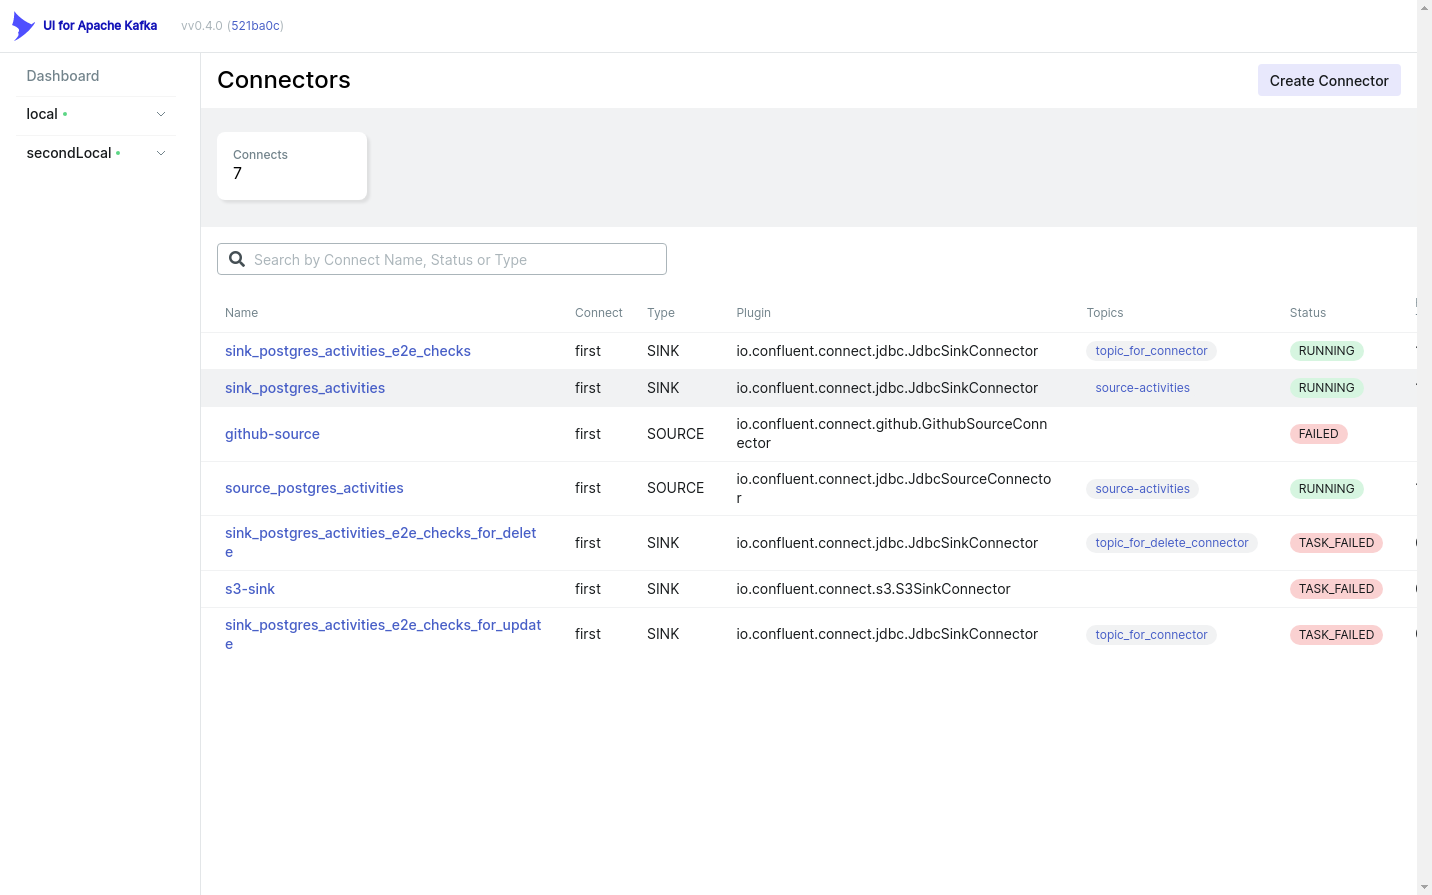 UI for Apache Kafka
vv0.4.0 (521ba0c)
Dashboard
local
secondLocal
Connectors
Create Connector
Connects
7
Search by Connect Name, Status or Type
Name Connect Type Plugin Topics Status
sink_postgres_activities_e2e_checks first SINK io.confluent.connect.jdbc.JdbcSinkConnector topic_for_connector RUNNING
sink_postgres_activities first SINK io.confluent.connect.jdbc.JdbcSinkConnector source-activities RUNNING
github-source first SOURCE io.confluent.connect.github.GithubSourceConn
ector FAILED
source_postgres_activities first SOURCE io.confluent.connect.jdbc.JdbcSourceConnecto
r source-activities RUNNING
sink_postgres_activities_e2e_checks_for_delet
e first SINK io.confluent.connect.jdbc.JdbcSinkConnector topic_for_delete_connector TASK_FAILED
s3-sink first SINK io.confluent.connect.s3.S3SinkConnector TASK_FAILED
sink_postgres_activities_e2e_checks_for_updat
e first SINK io.confluent.connect.jdbc.JdbcSinkConnector topic_for_connector TASK_FAILED